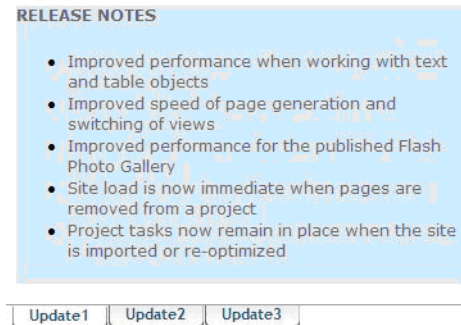 RELEASE NOTES
• Improved performance when working with text
and table objects
• Improved speed of page generation and
switching of views
• Improved performance for the published Flash
Photo Gallery
• Site load is now immediate when pages are
removed from a project
• Project tasks now remain in place when the site
is imported or re-optimized
Update1 Update2 Update3